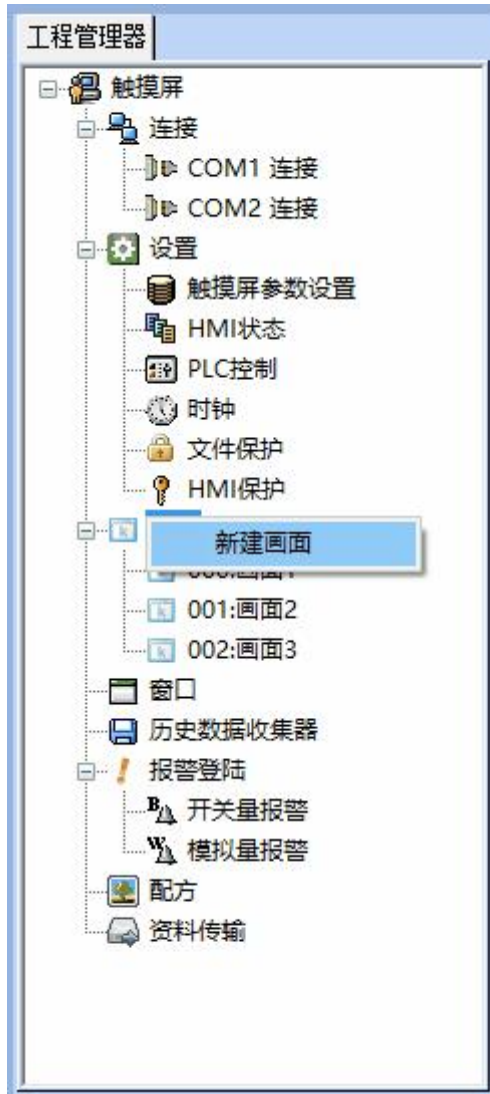 工程管理器
触摸屏
连接
COM1 连接
COM2 连接
设置
触摸屏参数设置
HMI状态
PLC控制
时钟
文件保护
HMI保护
新建画面
001:画面2
002:画面3
窗口
历史数据收集器
报警登陆
开关量报警
模拟量报警
配方
资料传输